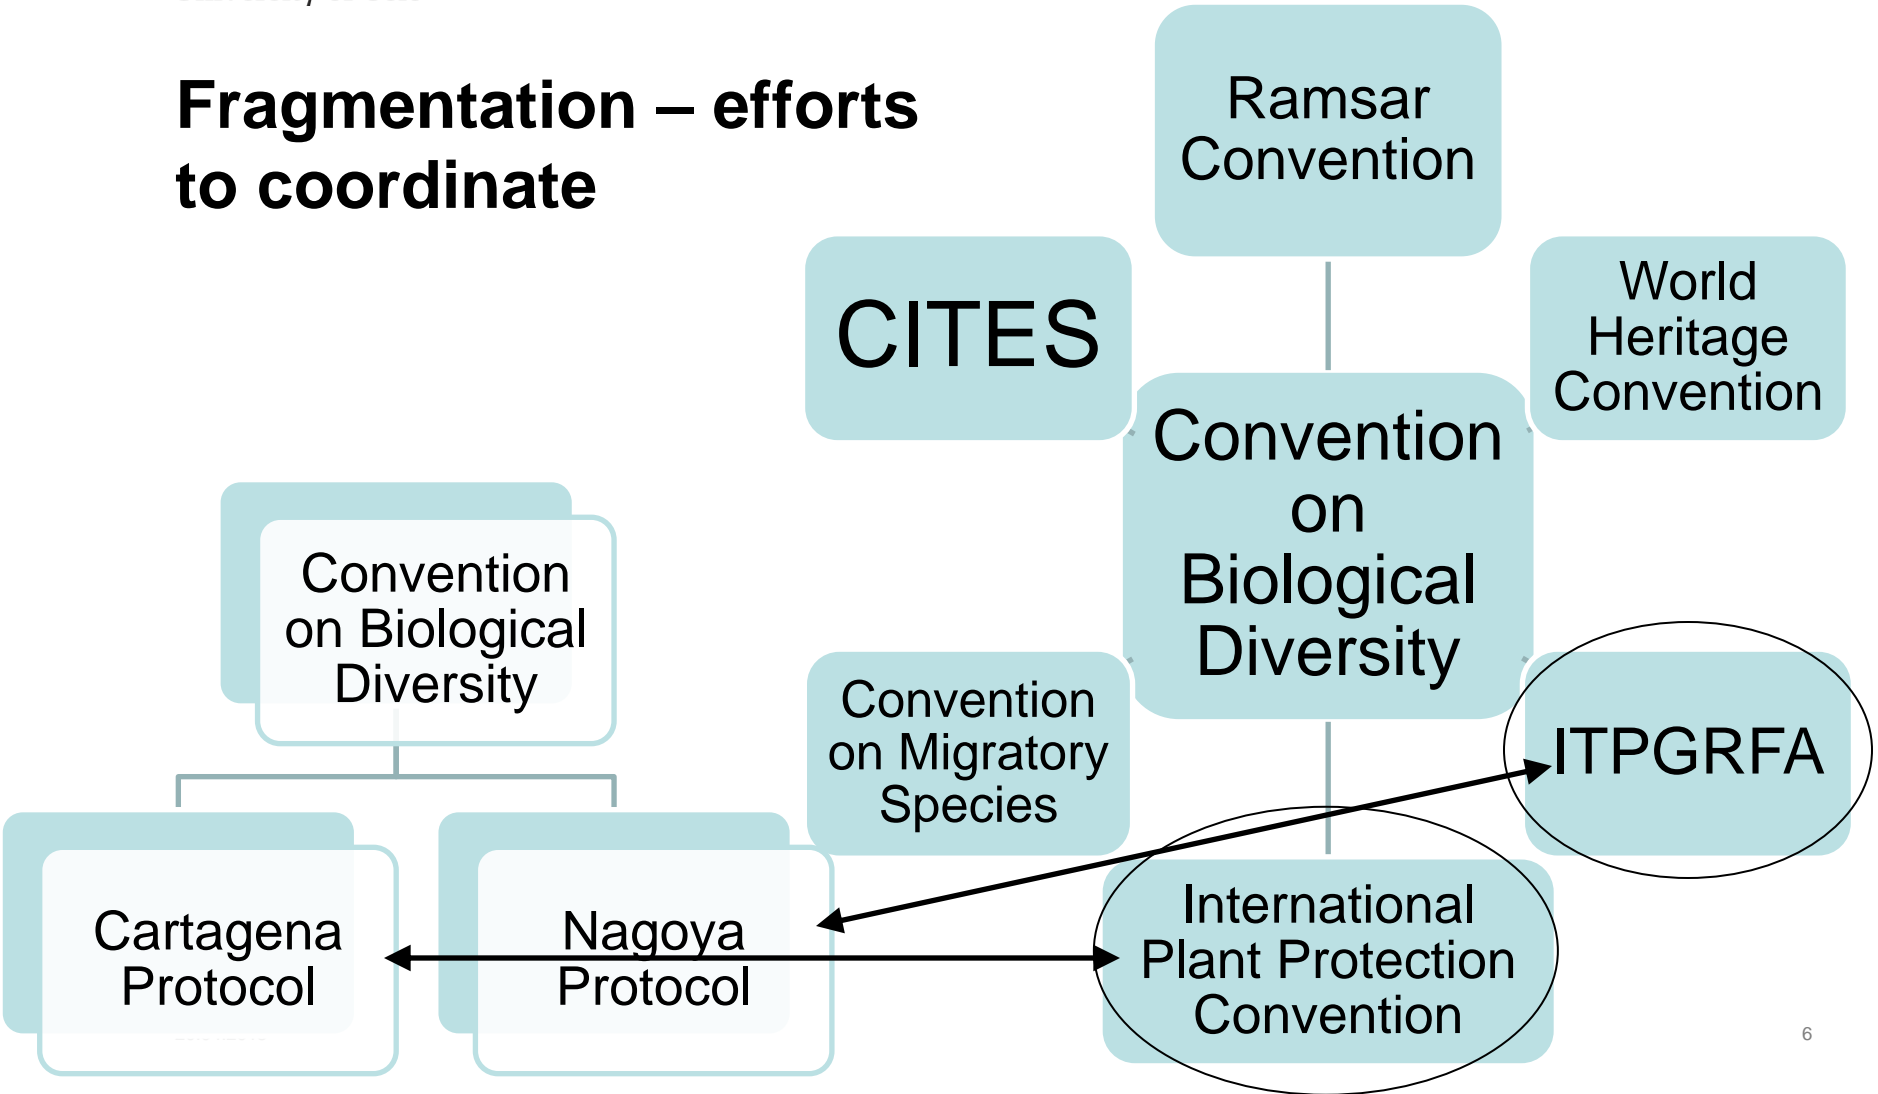 Fragmentation – efforts
to coordinate
Ramsar
Convention
CITES
World
Heritage
Convention
Convention
on
Biological
Diversity
Convention
on Biological
Diversity
Convention
on Migratory
Species
ITPGRFA
Cartagena
Protocol
Nagoya
Protocol
International
Plant Protection
Convention
6